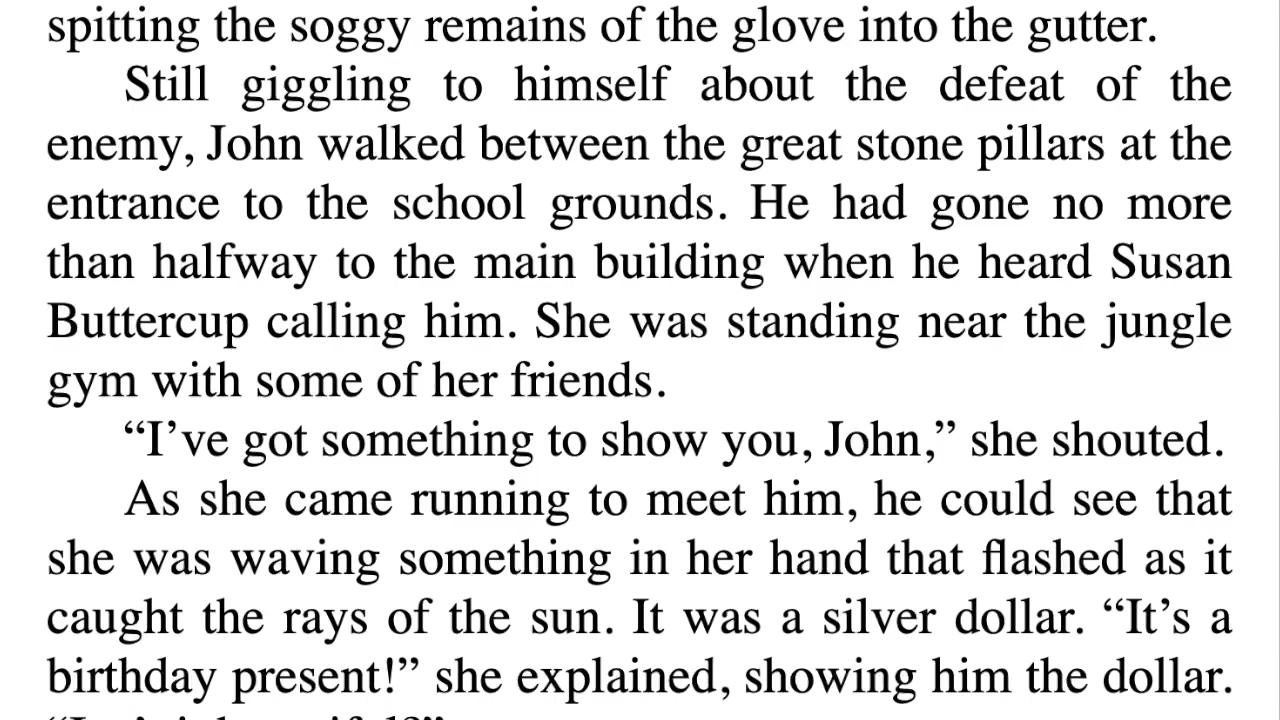 spitting the soggy remains of the glove into the gutter.
Still giggling to himself about the defeat of the
enemy, John walked between the great stone pillars at the
entrance to the school grounds. He had gone no more
than halfway to the main building when he heard Susan
Buttercup calling him. She was standing near the jungle
gym with some of her friends.
“I’ve got something to show you, John,” she shouted.
As she came running to meet him, he could see that
she was waving something in her hand that flashed as it
caught the rays of the sun. It was a silver dollar. “It’s a
birthday present!” she explained, showing him the dollar.